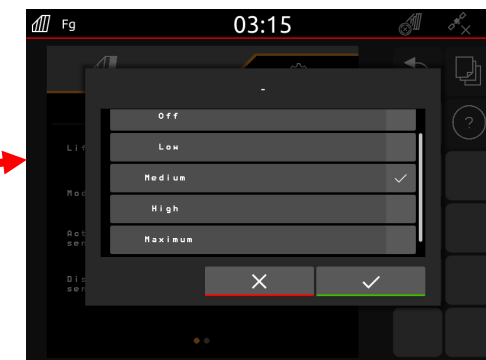 Fg 03:15
-
Off
Low
Medium
High
Maximum
Lif
Mod
Act
sen
Dis
sen
?